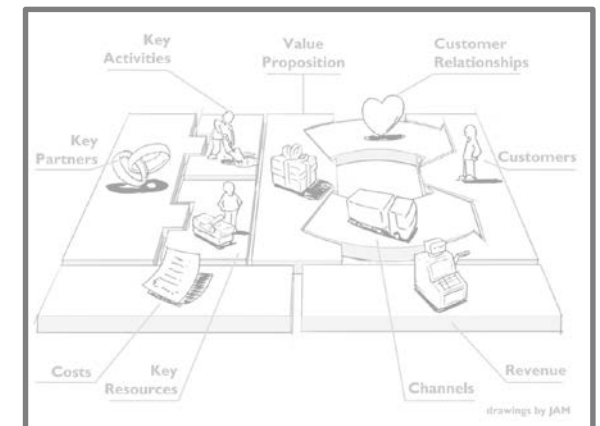 Key
Activities
Value
Proposition
Customer
Relationships
Key
Partners
Customers
Costs
Key
Resources
Channels
Revenue
drawings by JAM